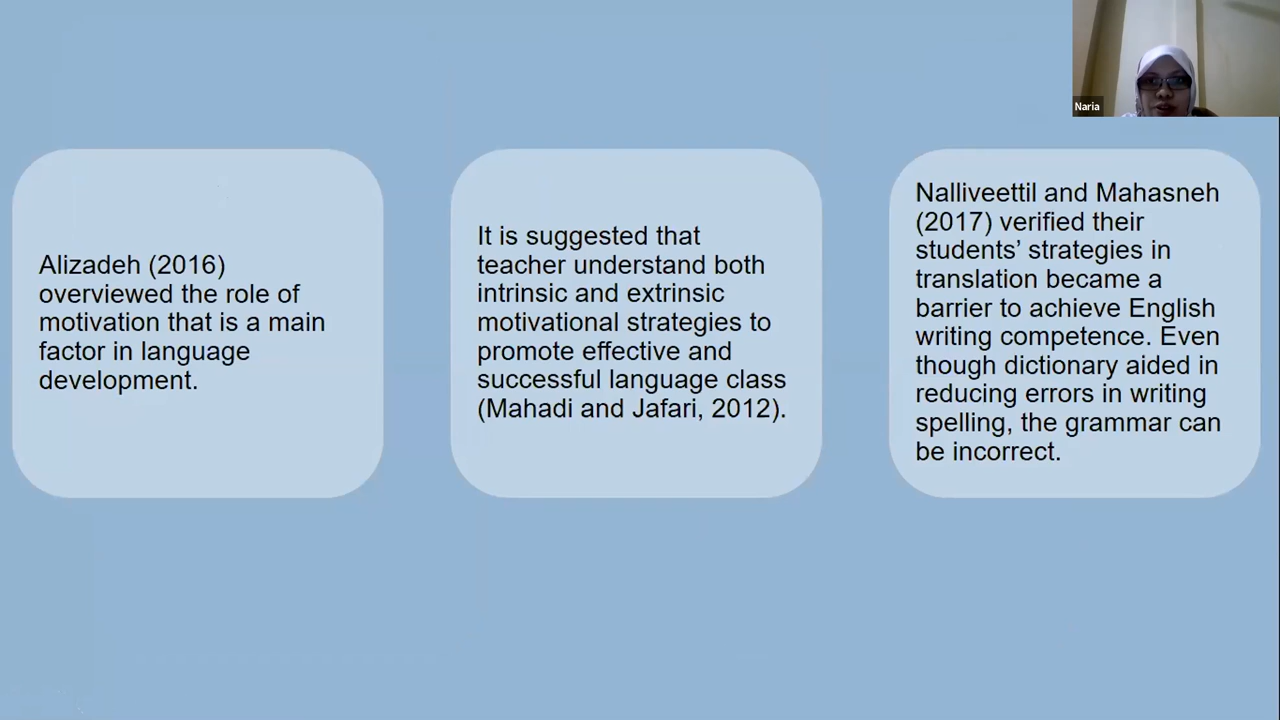 Naria
Alizadeh (2016)
overviewed the role of
motivation that is a main
factor in language
development.
It is suggested that
teacher understand both
intrinsic and extrinsic
motivational strategies to
promote effective and
successful language class
(Mahadi and Jafari, 2012).
Nalliveettil and Mahasneh
(2017) verified their
students’ strategies in
translation became a
barrier to achieve English
writing competence. Even
though dictionary aided in
reducing errors in writing
spelling, the grammar can
be incorrect.